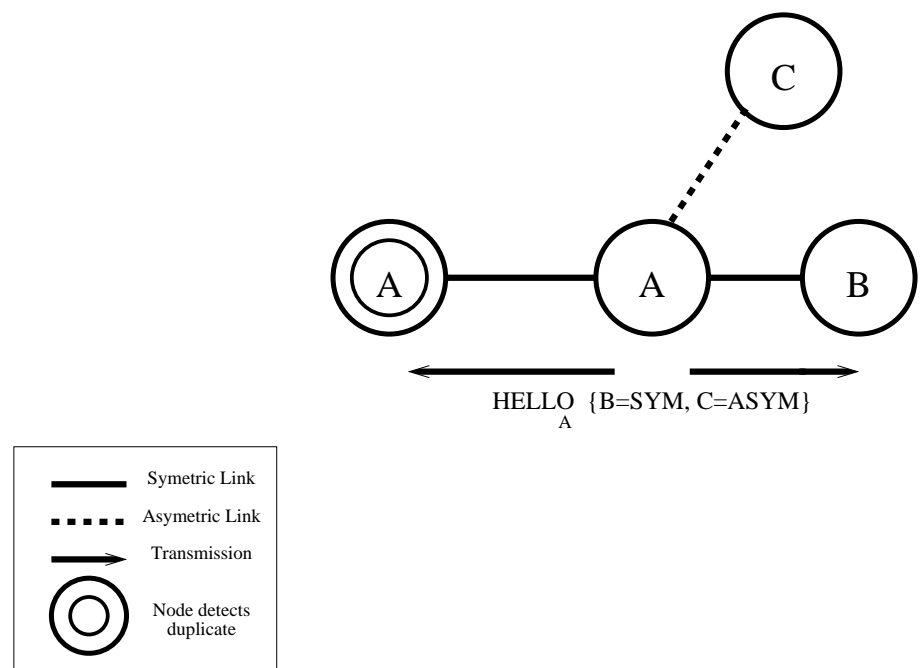 C
A
A
B
HELLO {B=SYM, C=ASYM}
A
Symetric Link
Asymetric Link
Transmission
Node detects
duplicate